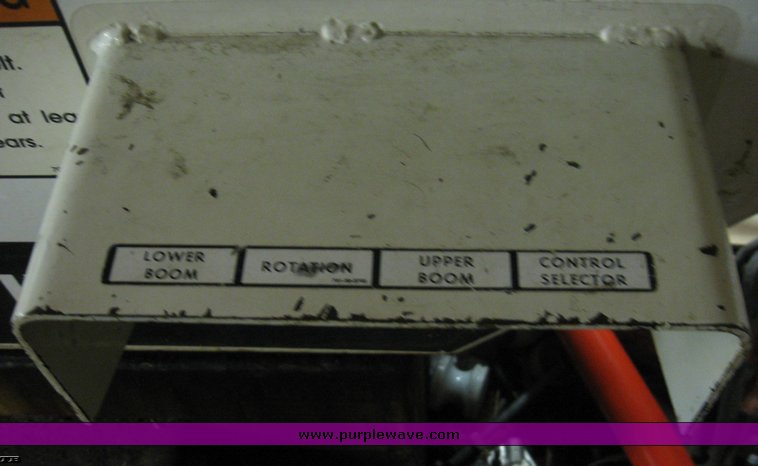 lt.
at lea
ears.
LOWER
BOOM
ROTATION
UPPER
BOOM
CONTROL
SELECTOR
www.purplewave.com